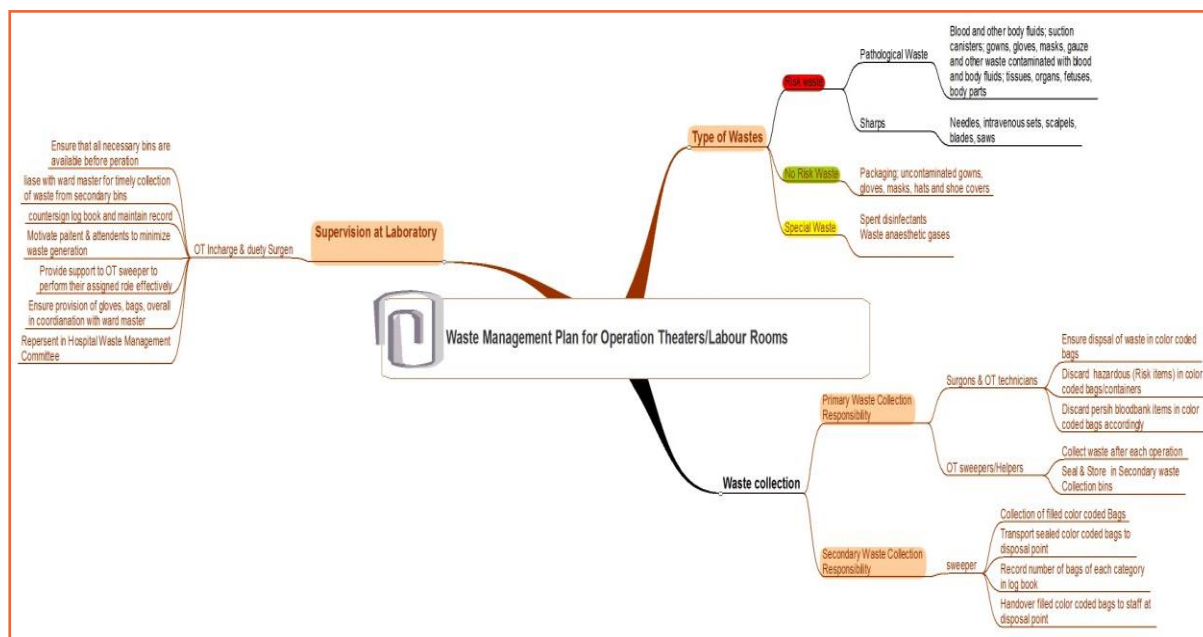 Waste Management Plan for Operation Theaters/Labour Rooms
Type of Wastes
Risk waste
Pathological Waste
Blood and other body fluids; suction
canisters; gowns, gloves, masks, gauze
and other waste contaminated with blood
and body fluids; tissues, organs, fetuses,
body parts
Sharps
Needles, intravenous sets, scalpels,
blades, saws
No Risk Waste
Packaging; uncontaminated gowns,
gloves, masks, hats and shoe covers
Special Waste
Spent disinfectants
Waste anaesthetic gases
Waste collection
Primary Waste Collection
Responsibility
Surgons & OT technicians
Ensure dispsal of waste in color coded
bags
Discard hazardous (Risk items) in color
coded bags/containers
Discard persih bloodbank items in color
coded bags accordingly
OT sweepers/Helpers
Collect waste after each operation
Seal & Store in Secondary waste
Collection bins
Secondary Waste Collection
Responsibility
sweeper
Collection of filled color coded Bags
Transport sealed color coded bags to
disposal point
Record number of bags of each category
in log book
Handover filled color coded bags to staff at
disposal point
Supervision at Laboratory
OT Incharge & duety Surgen
Ensure that all necessary bins are
available before peration
liase with ward master for timely collection
of waste from secondary bins
countersign log book and maintain record
Motivate paitent & attendents to minimize
waste generation
Provide support to OT sweeper to
perform their assigned role effectively
Ensure provision of gloves, bags, overall
in coordianation with ward master
Repersent in Hospital Waste Management
Committee